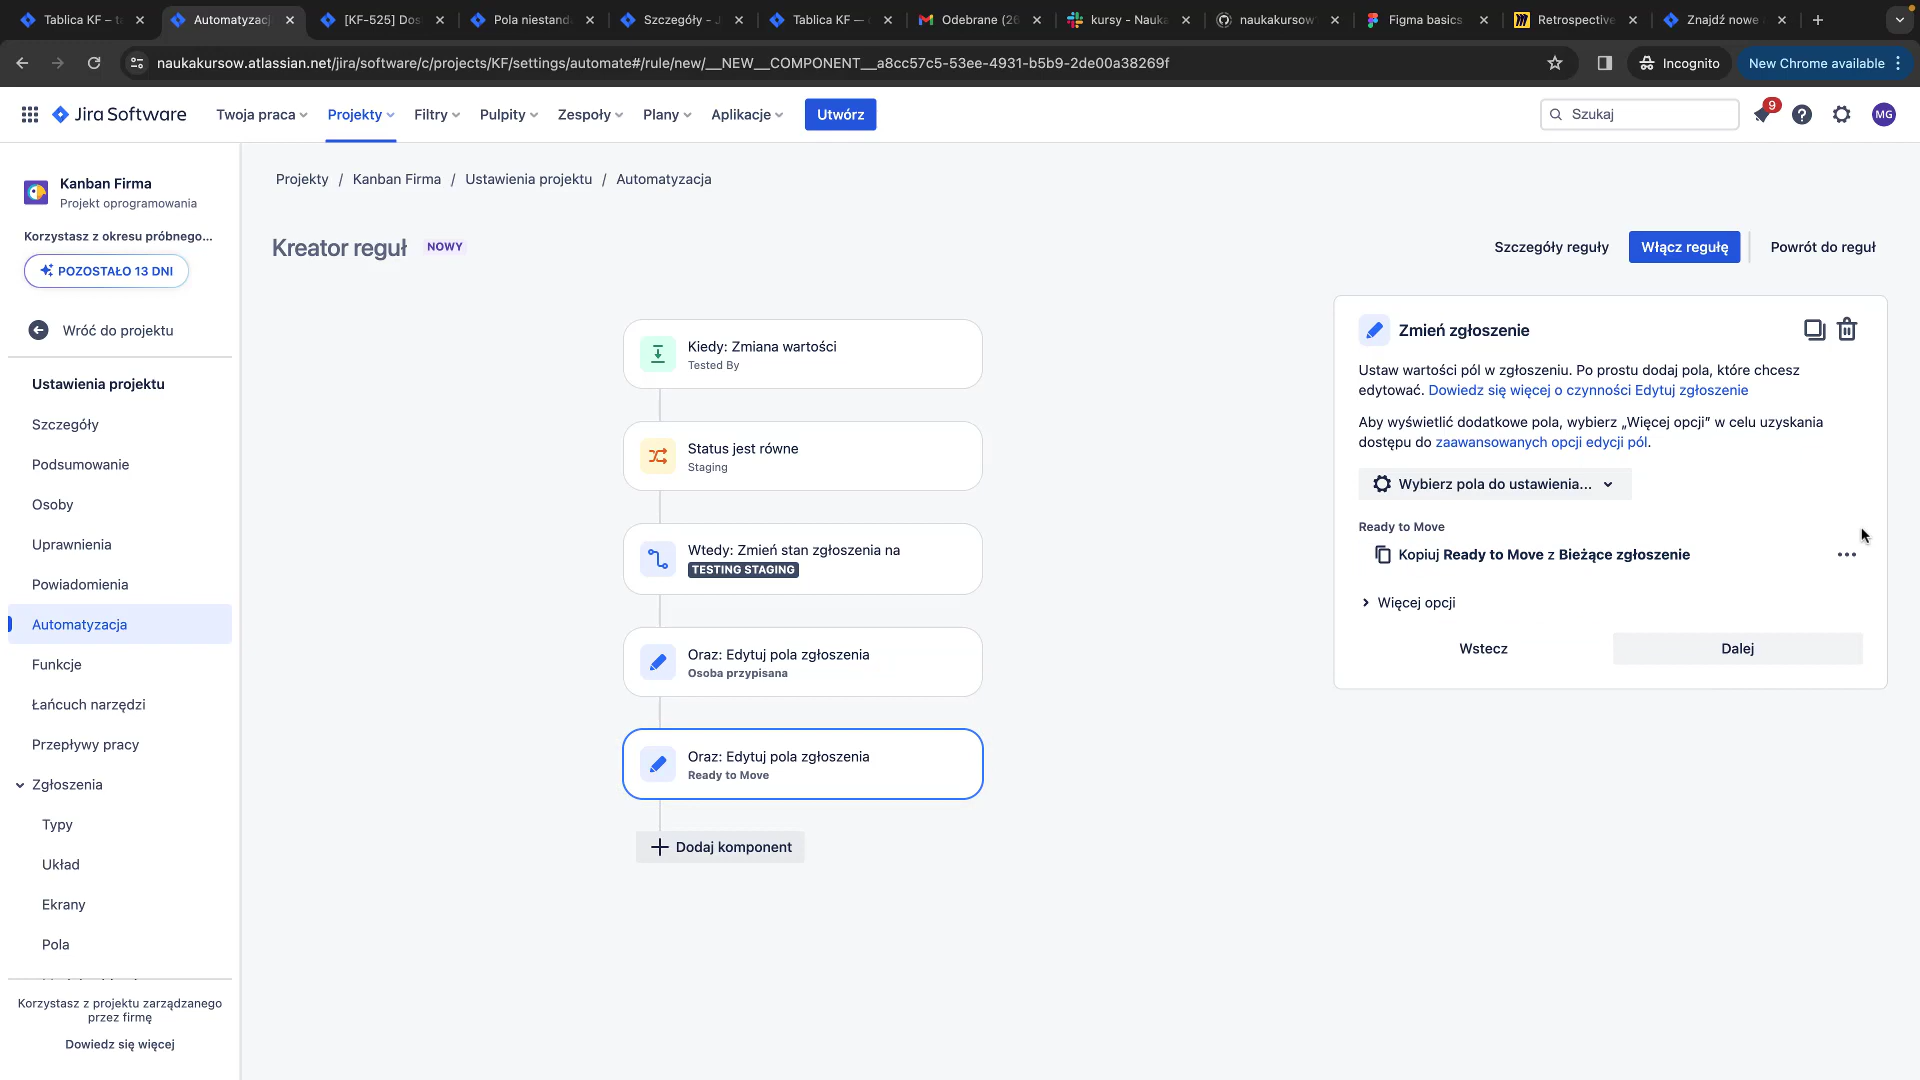 Tablica KF – t
Automatyzacj
[KF-525] Dos
Pola niestand
Szczegóły - J
Tablica KF —
Odebrane (26
kursy - Nauka
naukakursow
Figma basics
Retrospective
Znajdź nowe
naukakursow.atlassian.net/jira/software/c/projects/KF/settings/automate#/rule/new/__NEW__COMPONENT__a8cc57c5-53ee-4931-b5b9-2de00a38269f
Incognito
New Chrome available
Jira Software
Twoja praca
Projekty
Filtry
Pulpity
Zespoły
Plany
Aplikacje
Utwórz
Szukaj
9
MG
Kanban Firma
Projekt oprogramowania
Korzystasz z okresu próbnego...
POZOSTAŁO 13 DNI
Wróć do projektu
Ustawienia projektu
Szczegóły
Podsumowanie
Osoby
Uprawnienia
Powiadomienia
Automatyzacja
Funkcje
Łańcuch narzędzi
Przepływy pracy
Zgłoszenia
Typy
Układ
Ekrany
Pola
Korzystasz z projektu zarządzanego
przez firmę
Dowiedz się więcej
Projekty / Kanban Firma / Ustawienia projektu / Automatyzacja
Kreator reguł NOWY
Szczegóły reguły
Włącz regułę
Powrót do reguł
Kiedy: Zmiana wartości
Tested By
Status jest równe
Staging
Wtedy: Zmień stan zgłoszenia na
TESTING STAGING
Oraz: Edytuj pola zgłoszenia
Osoba przypisana
Oraz: Edytuj pola zgłoszenia
Ready to Move
Dodaj komponent
Zmień zgłoszenie
Ustaw wartości pól w zgłoszeniu. Po prostu dodaj pola, które chcesz
edytować. Dowiedz się więcej o czynności Edytuj zgłoszenie
Aby wyświetlić dodatkowe pola, wybierz „Więcej opcji” w celu uzyskania
dostępu do zaawansowanych opcji edycji pól.
Wybierz pola do ustawienia...
Ready to Move
Kopiuj Ready to Move z Bieżące zgłoszenie
Więcej opcji
Wstecz
Dalej